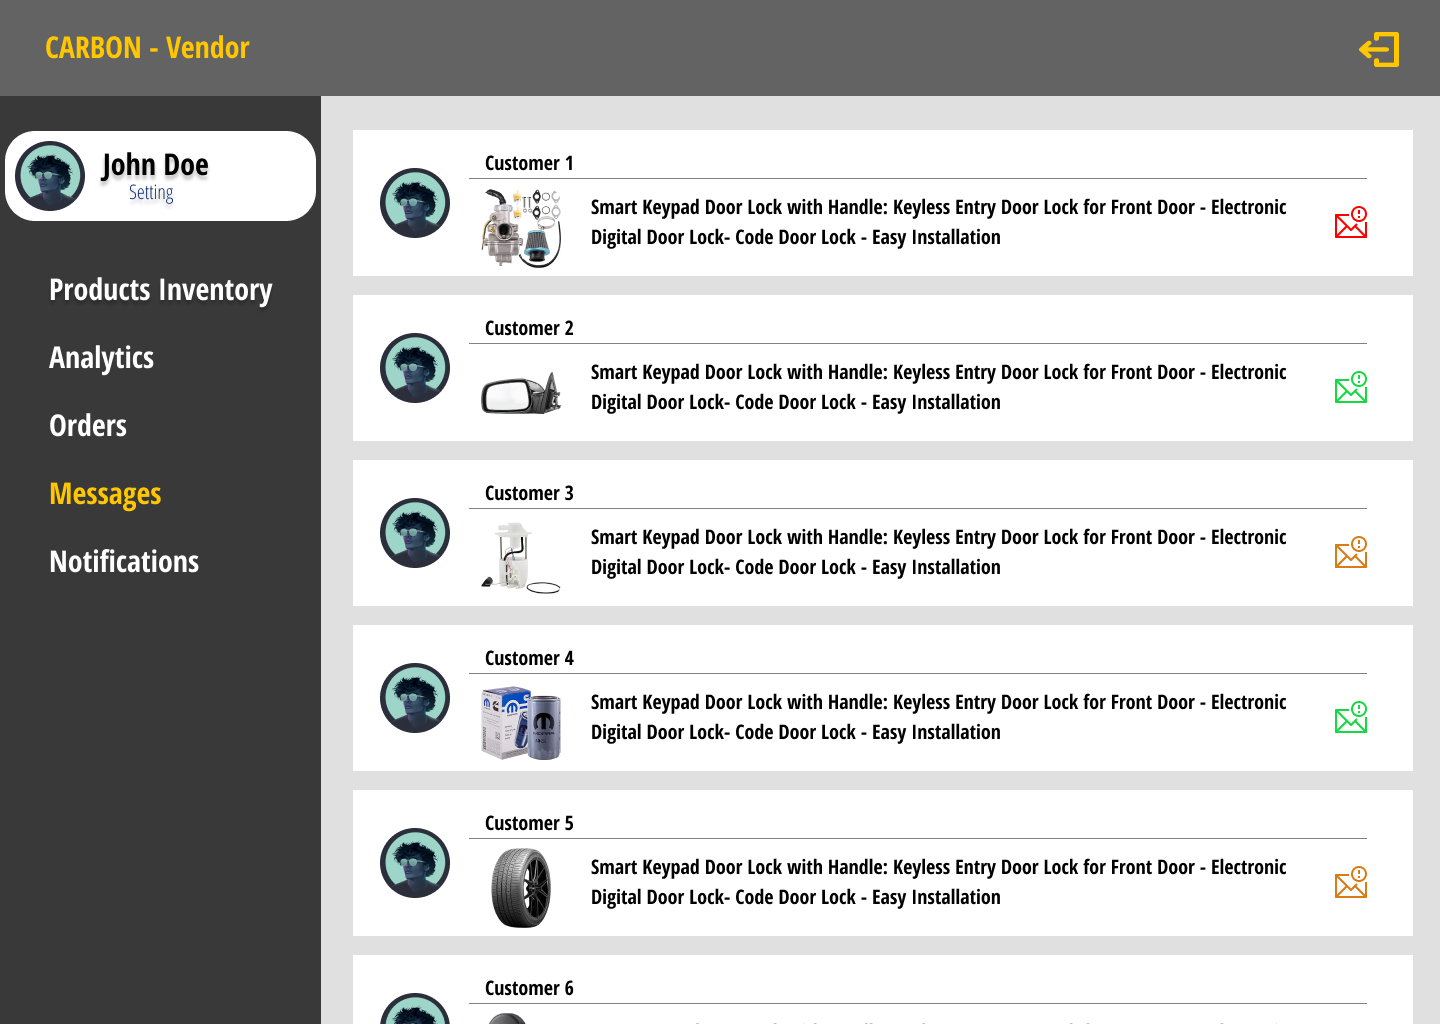 CARBON - Vendor
John Doe
Setting
Products Inventory
Analytics
Orders
Messages
Notifications
Customer 1
Smart Keypad Door Lock with Handle: Keyless Entry Door Lock for Front Door - Electronic
Digital Door Lock- Code Door Lock - Easy Installation
Customer 2
Smart Keypad Door Lock with Handle: Keyless Entry Door Lock for Front Door - Electronic
Digital Door Lock- Code Door Lock - Easy Installation
Customer 3
Smart Keypad Door Lock with Handle: Keyless Entry Door Lock for Front Door - Electronic
Digital Door Lock- Code Door Lock - Easy Installation
Customer 4
Smart Keypad Door Lock with Handle: Keyless Entry Door Lock for Front Door - Electronic
Digital Door Lock- Code Door Lock - Easy Installation
Customer 5
Smart Keypad Door Lock with Handle: Keyless Entry Door Lock for Front Door - Electronic
Digital Door Lock- Code Door Lock - Easy Installation
Customer 6